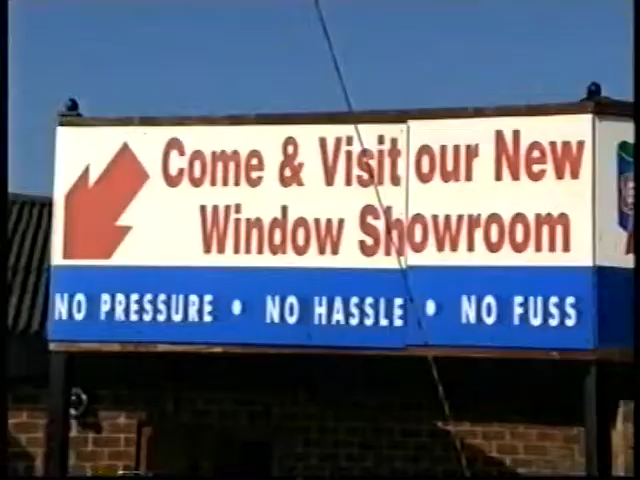 Come & Visit our New
Window Showroom
NO PRESSURE • NO HASSLE • NO FUSS